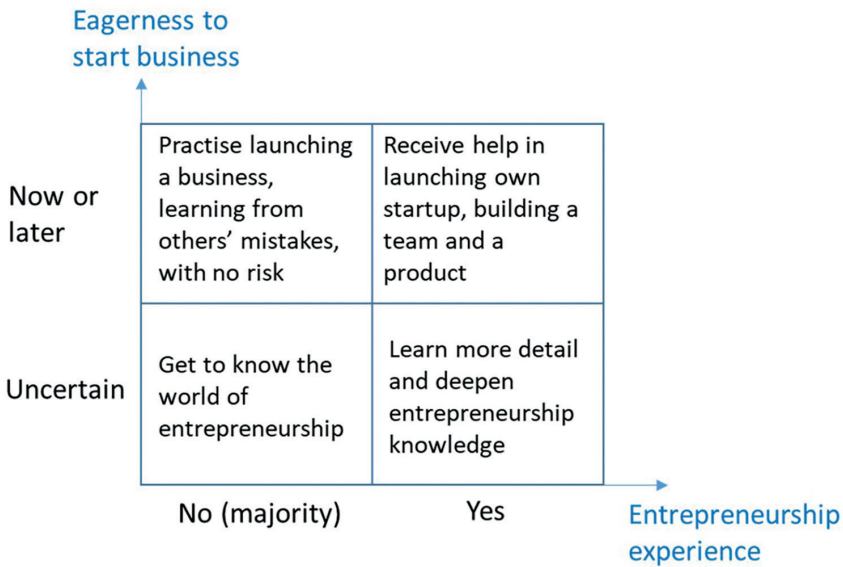 Eagerness to
start business
Now or
later
Practise launching
a business,
learning from
others’ mistakes,
with no risk
Receive help in
launching own
startup, building a
team and a
product
Uncertain
Get to know the
world of
entrepreneurship
Learn more detail
and deepen
entrepreneurship
knowledge
No (majority)
Yes
Entrepreneurship
experience